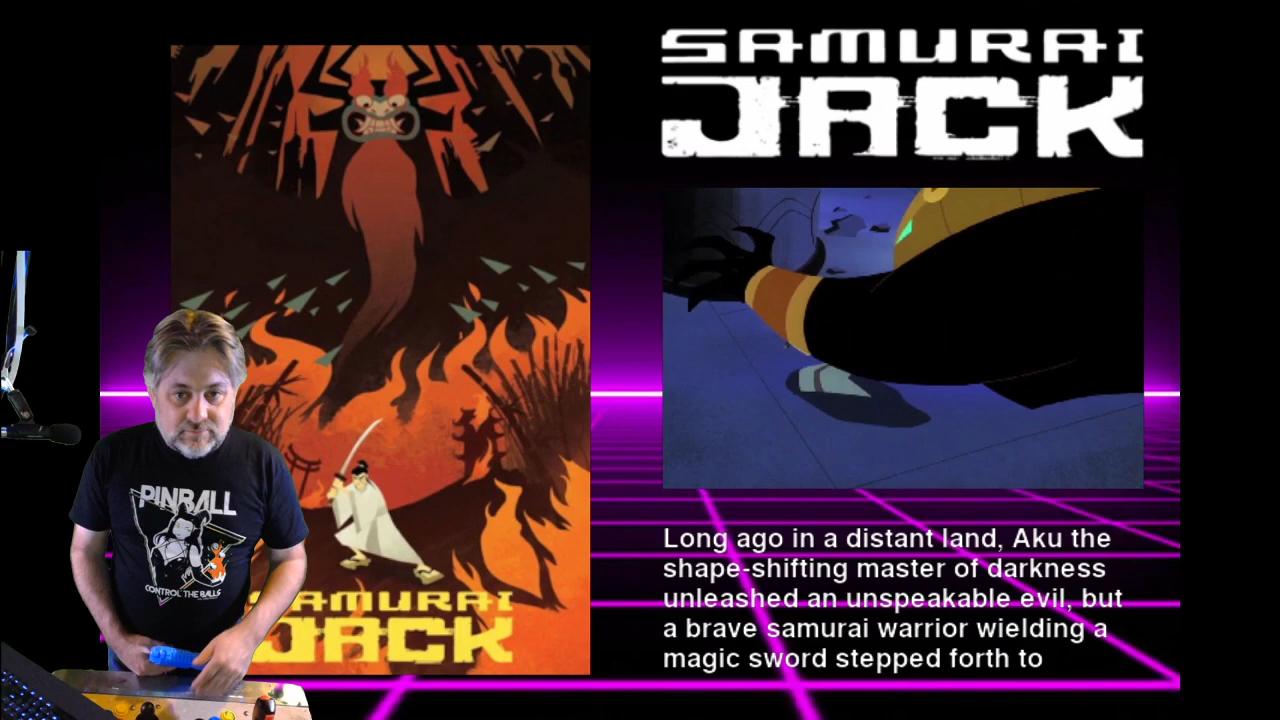 SAMURAI
JACK
PINBALL
CONTROL THE BALLS
SAMURAI
JACK
Long ago in a distant land, Aku the
shape-shifting master of darkness
unleashed an unspeakable evil, but
a brave samurai warrior wielding a
magic sword stepped forth to